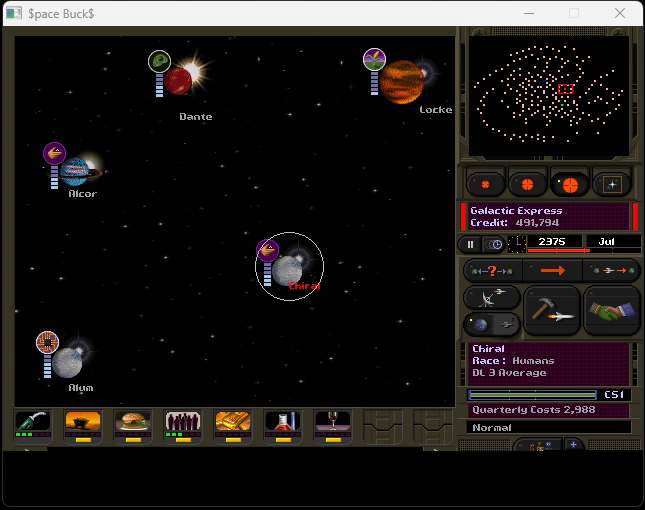 $pace Buck$
Dante
Locke
Alcor
Chiral
Alum
Galactic Express
Credit: 491,794
2375 Jul
?
Chiral
Race: Humans
DL 3 Average
CSI
Quarterly Costs 2,988
Normal